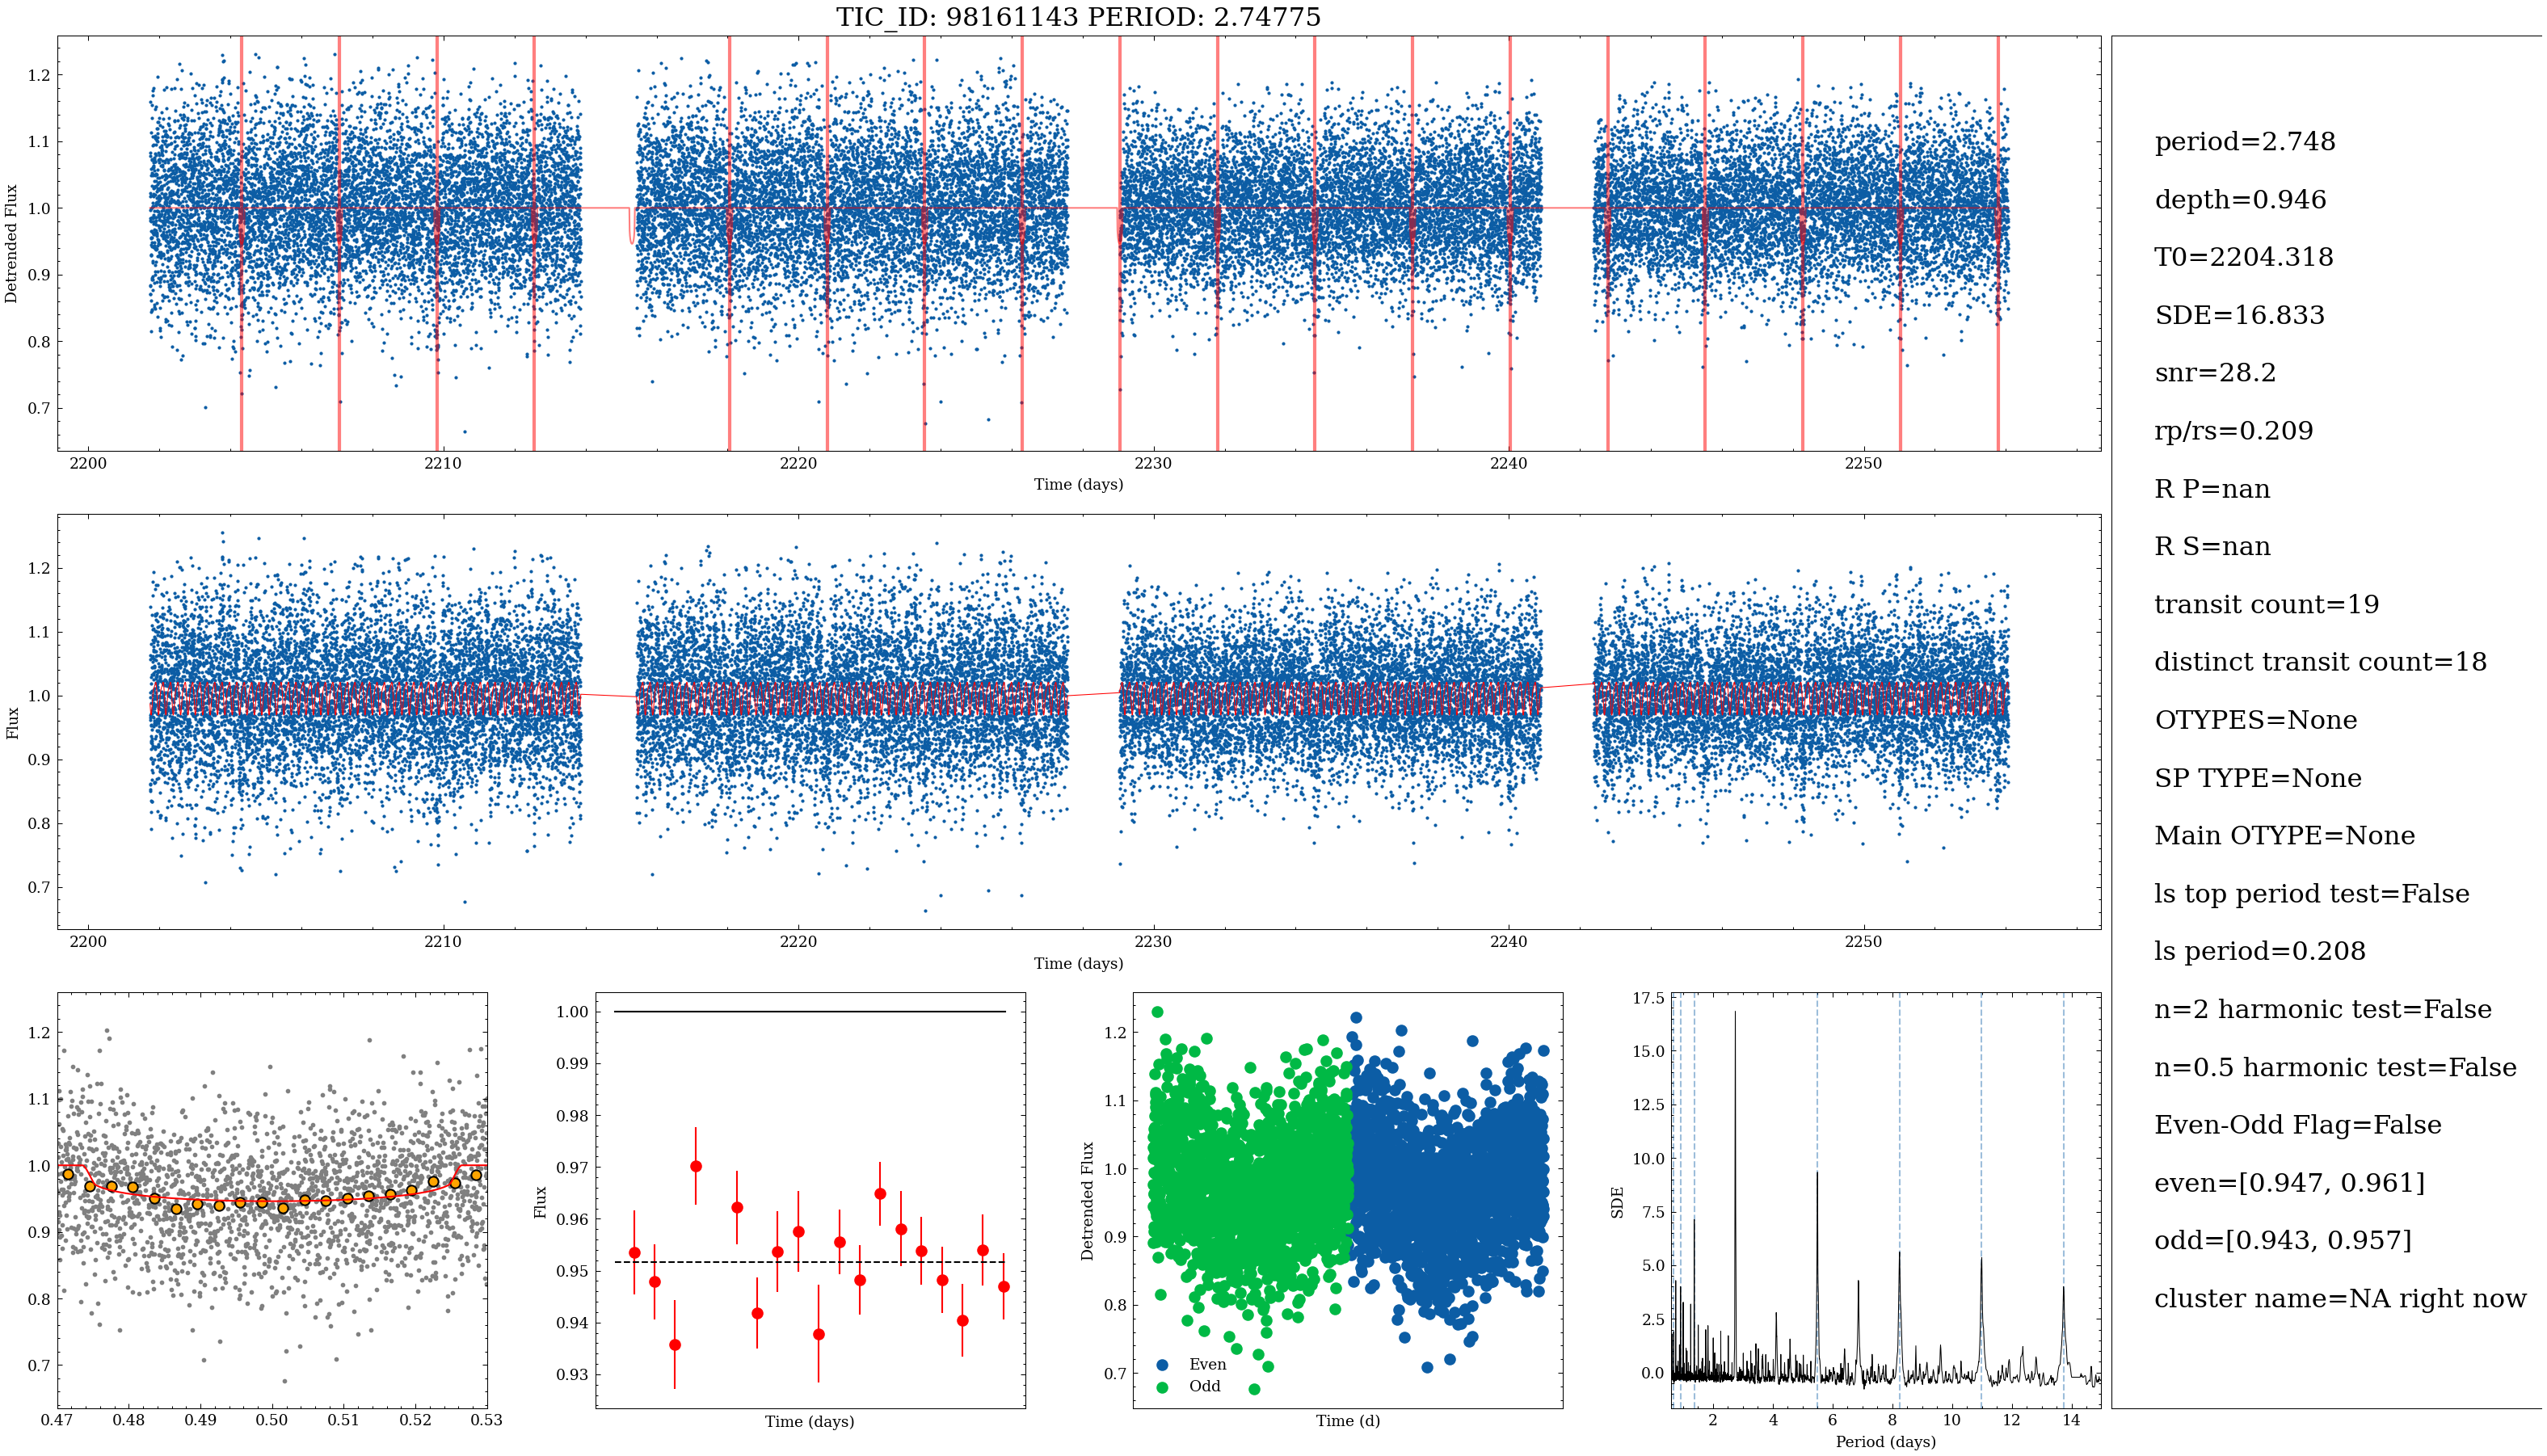 TIC_ID: 98161143 PERIOD: 2.74775
1.2
1.1
1.0
0.9
0.8
0.7
Detrended Flux
2200
2210
2220
2230
2240
2250
Time (days)
1.2
1.1
1.0
0.9
0.8
0.7
Flux
2200
2210
2220
2230
2240
2250
Time (days)
1.2
1.1
1.0
0.9
0.8
0.7
0.47
0.48
0.49
0.50
0.51
0.52
0.53
1.00
0.99
0.98
0.97
0.96
0.95
0.94
0.93
Flux
Time (days)
1.2
1.1
1.0
0.9
0.8
0.7
Detrended Flux
Even
Odd
Time (d)
17.5
15.0
12.5
10.0
7.5
5.0
2.5
0.0
SDE
2
4
6
8
10
12
14
Period (days)
period=2.748
depth=0.946
T0=2204.318
SDE=16.833
snr=28.2
rp/rs=0.209
R P=nan
R S=nan
transit count=19
distinct transit count=18
OTYPES=None
SP TYPE=None
Main OTYPE=None
ls top period test=False
ls period=0.208
n=2 harmonic test=False
n=0.5 harmonic test=False
Even-Odd Flag=False
even=[0.947, 0.961]
odd=[0.943, 0.957]
cluster name=NA right now